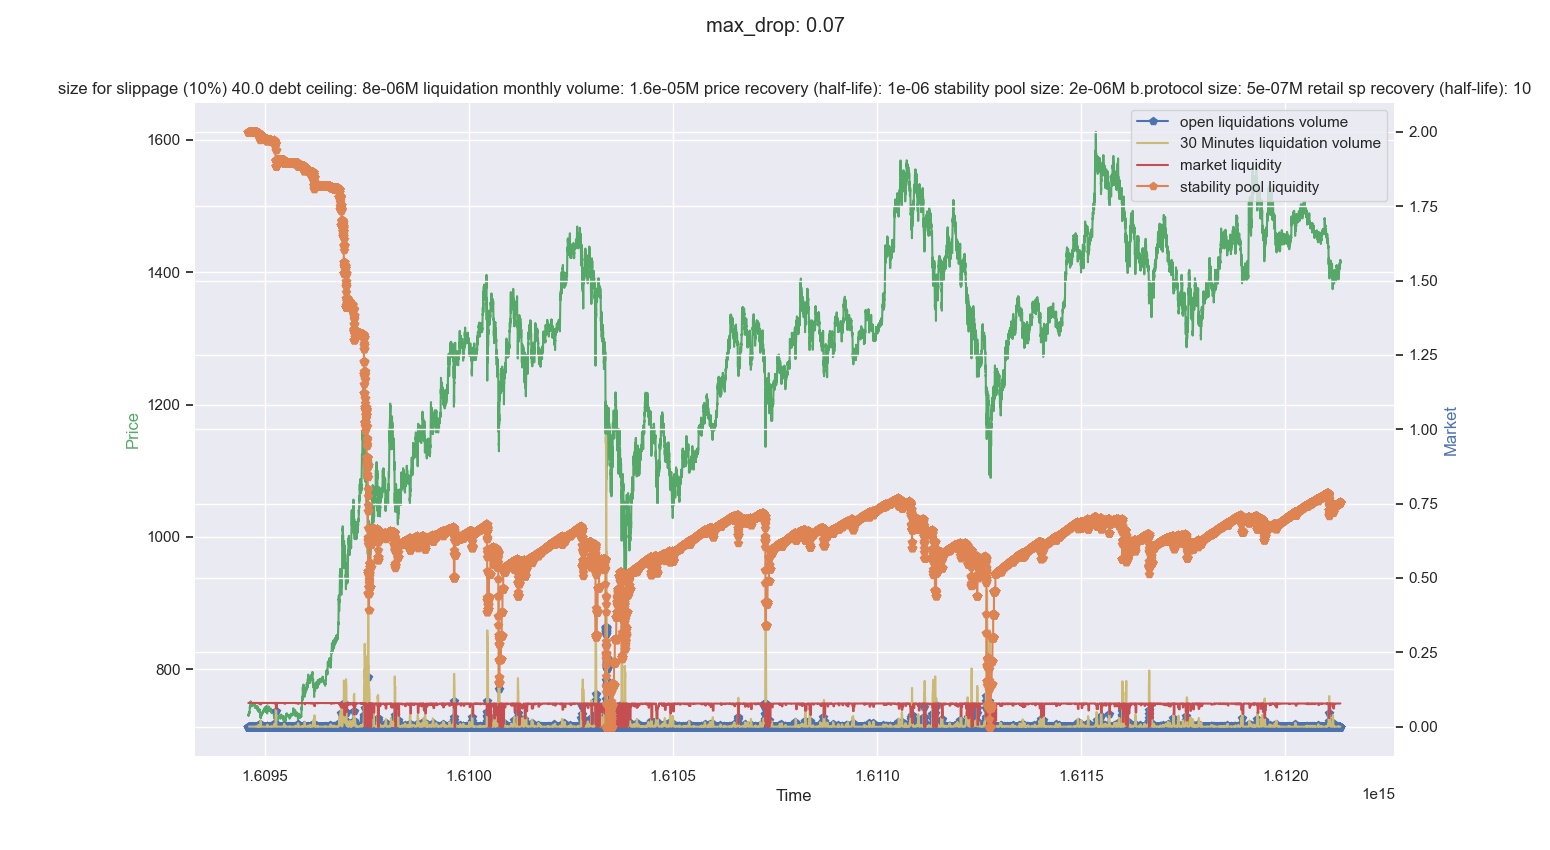 max_drop: 0.07
size for slippage (10%) 40.0 debt ceiling: 8e-06M liquidation monthly volume: 1.6e-05M price recovery (half-life): 1e-06 stability pool size: 2e-06M b.protocol size: 5e-07M retail sp recovery (half-life): 10
open liquidations volume
30 Minutes liquidation volume
market liquidity
stability pool liquidity
1600
1400
1200
1000
800
Price
2.00
1.75
1.50
1.25
1.00
0.75
0.50
0.25
0.00
Market
1.6095 1.6100 1.6105 1.6110 1.6115 1.6120
Time
1e15